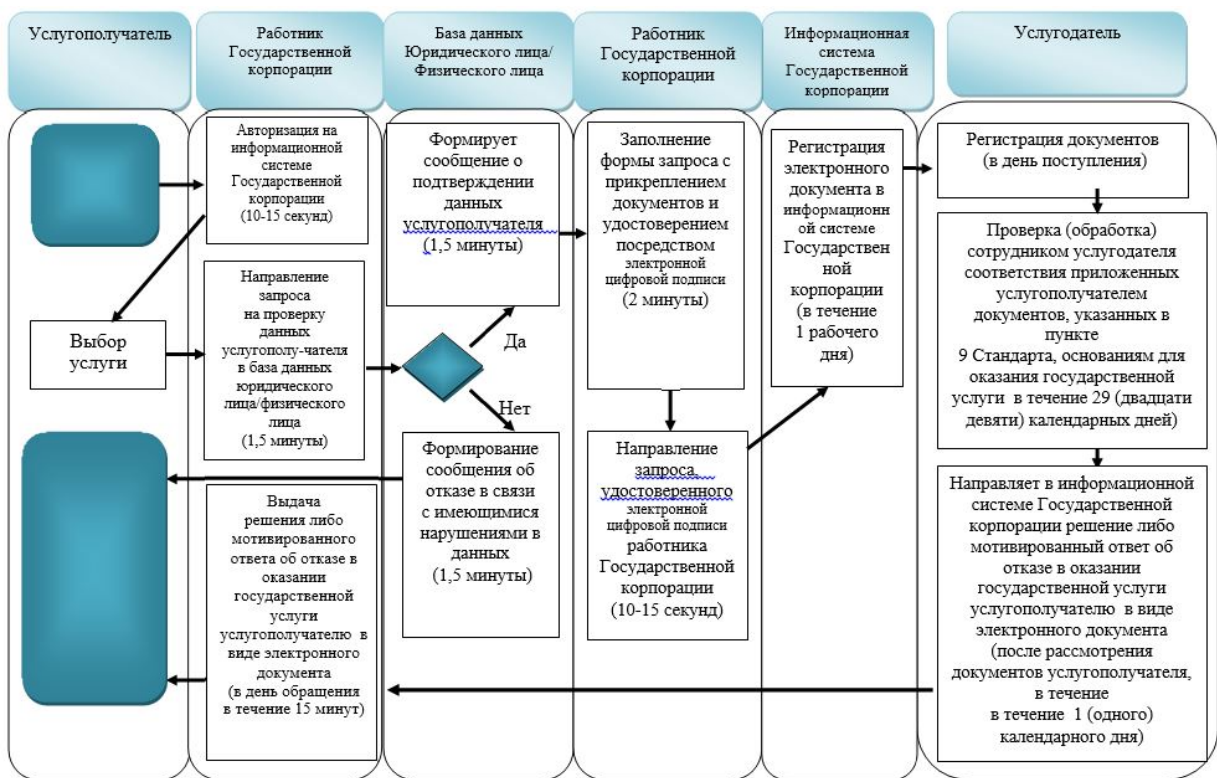 Услугополучатель
Работник
Государственной
корпорации
База данных
Юридического лица/
Физического лица
Работник
Государственной
корпорации
Информационная
система
Государственной
корпорации
Услугодатель
Авторизация на
информационной
системе
Государственной
корпорации
(10-15 секунд)
Выбор
услуги
Направление
запроса
на проверку
данных
услугополу-чателя
в база данных
юридического
лица/физического
лица
(1,5 минуты)
Формирует
сообщение о
подтверждении
данных
услугополучателя
(1,5 минуты)
Да
Нет
Формирование
сообщения об
отказе в связи
с имеющимися
нарушениями в
данных
(1,5 минуты)
Заполнение
формы запроса с
прикреплением
документов и
удостоверением
посредством
электронной
цифровой подписи
(2 минуты)
Направление
запроса,
удостоверенного
электронной
цифровой подписи
работника
Государственной
корпорации
(10-15 секунд)
Регистрация
электронного
документа в
информационн
ой системе
Государствен
ной
корпорации
(в течение
1 рабочего
дня)
Регистрация документов
(в день поступления)
Проверка (обработка)
сотрудником услугодателя
соответствия приложенных
услугополучателем
документов, указанных в
пункте
9 Стандарта, основаниям для
оказания государственной
услуги в течение 29 (двадцати
девяти) календарных дней)
Направляет в информационной
системе Государственной
корпорации решение либо
мотивированный ответ об
отказе в оказании
государственной услуги
услугополучателю в виде
электронного документа
(после рассмотрения
документов услугополучателя,
в течение
в течение 1 (одного)
календарного дня)
Выдача
решения либо
мотивированного
ответа об отказе в
оказании
государственной
услуги
услугополучателю в
виде электронного
документа
(в день обращения
в течение 15 минут)